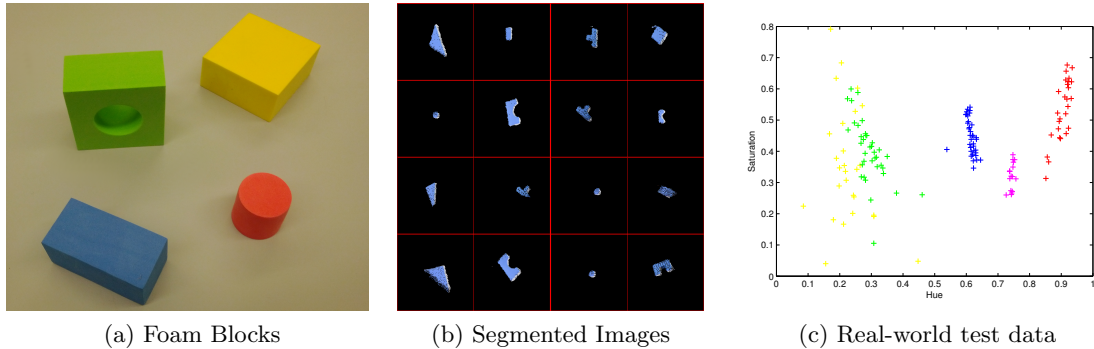 0.8
0.7
0.6
0.5
0.4
0.3
0.2
0.1
0
Saturation
0 0.1 0.2 0.3 0.4 0.5 0.6 0.7 0.8 0.9 1
Hue
(a) Foam Blocks
(b) Segmented Images
(c) Real-world test data